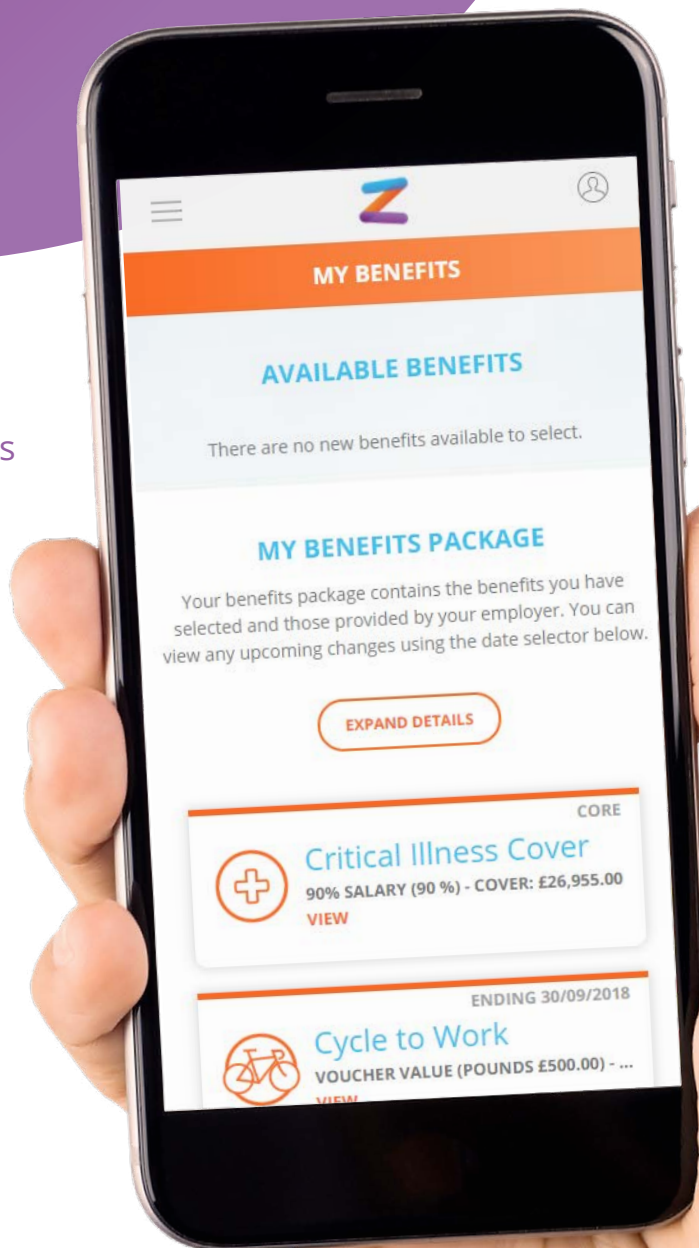 s
MY BENEFITS
AVAILABLE BENEFITS
There are no new benefits available to select.
MY BENEFITS PACKAGE
Your benefits package contains the benefits you have
selected and those provided by your employer. You can
view any upcoming changes using the date selector below.
EXPAND DETAILS
CORE
Critical Illness Cover
90% SALARY (90 %) - COVER: £26,955.00
VIEW
ENDING 30/09/2018
Cycle to Work
VOUCHER VALUE (POUNDS £500.00) - ...
VIEW